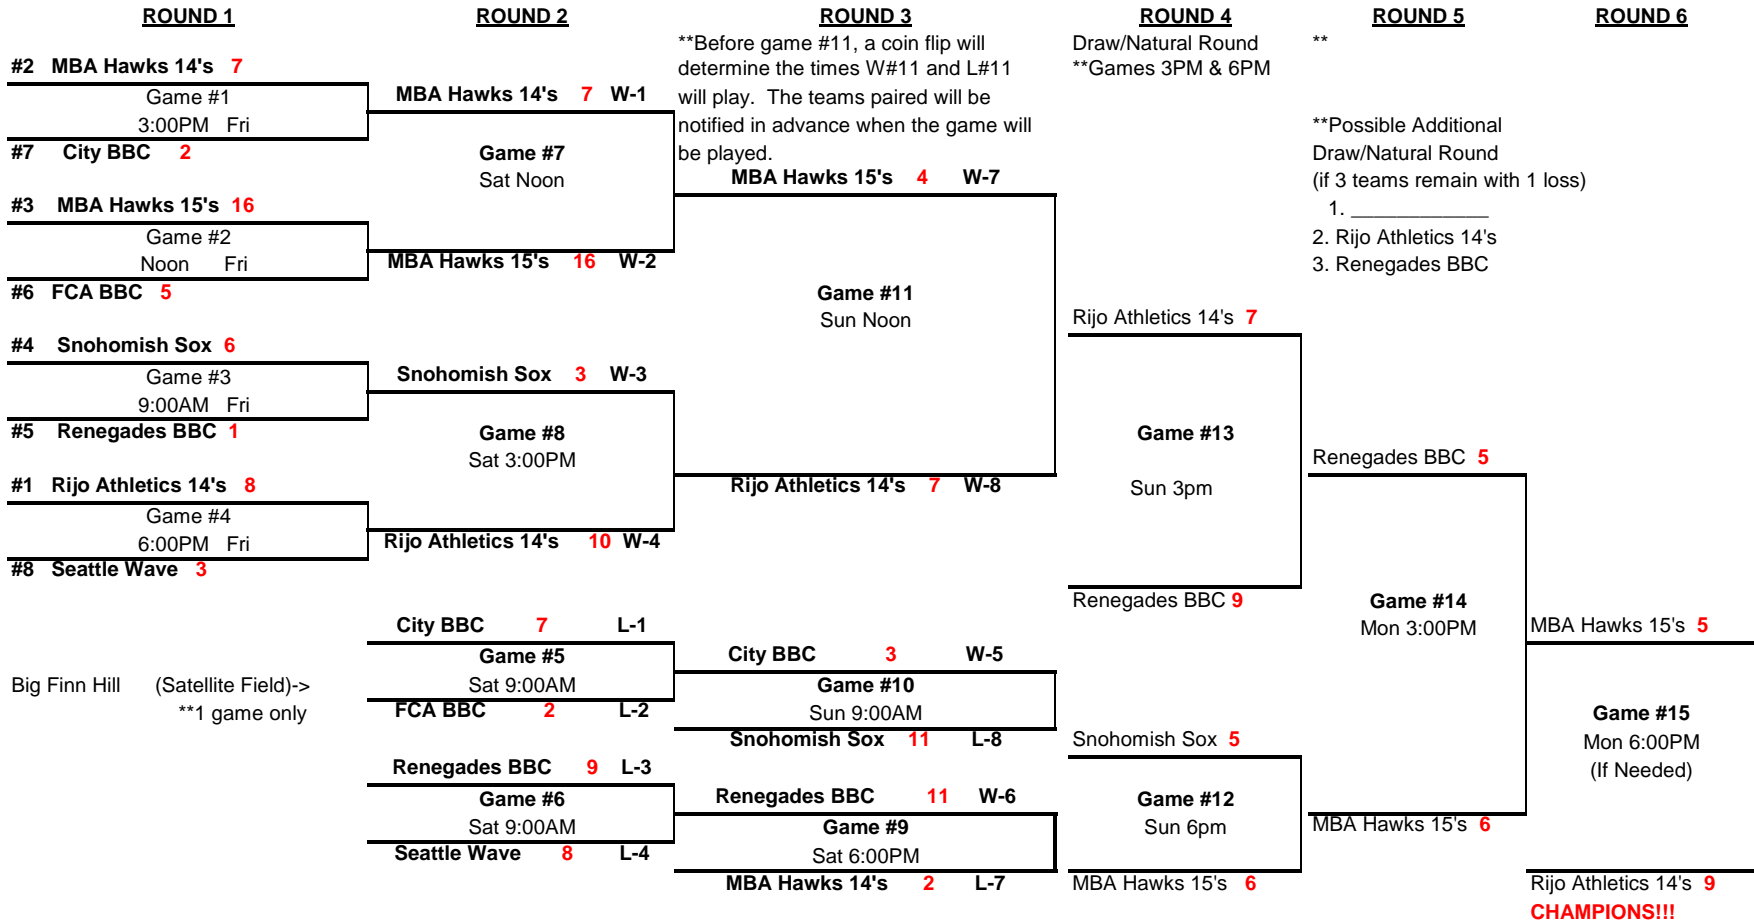 ROUND 1
ROUND 2
ROUND 3
ROUND 4
ROUND 5
ROUND 6
**Before game #11, a coin flip will
determine the times W#11 and L#11
will play.  The teams paired will be
notified in advance when the game will
be played.
Draw/Natural Round
**Games 3PM & 6PM
**
**Possible Additional
Draw/Natural Round
(if 3 teams remain with 1 loss)
1. ____________
2. Rijo Athletics 14's
3. Renegades BBC
#2 MBA Hawks 14's 7
Game #1
3:00PM Fri
#7 City BBC 2
#3 MBA Hawks 15's 16
Game #2
Noon Fri
#6 FCA BBC 5
#4 Snohomish Sox 6
Game #3
9:00AM Fri
#5 Renegades BBC 1
#1 Rijo Athletics 14's 8
Game #4
6:00PM Fri
#8 Seattle Wave 3
Big Finn Hill (Satellite Field)->
**1 game only
MBA Hawks 14's 7 W-1
Game #7
Sat Noon
MBA Hawks 15's 16 W-2
Snohomish Sox 3 W-3
Game #8
Sat 3:00PM
Rijo Athletics 14's 10 W-4
City BBC 7 L-1
Game #5
Sat 9:00AM
FCA BBC 2 L-2
Renegades BBC 9 L-3
Game #6
Sat 9:00AM
Seattle Wave 8 L-4
MBA Hawks 15's 4 W-7
Game #11
Sun Noon
Rijo Athletics 14's 7 W-8
City BBC 3 W-5
Game #10
Sun 9:00AM
Snohomish Sox 11 L-8
Renegades BBC 11 W-6
Game #9
Sat 6:00PM
MBA Hawks 14's 2 L-7
Rijo Athletics 14's 7
Game #13
Sun 3pm
Renegades BBC 9
Snohomish Sox 5
Game #12
Sun 6pm
MBA Hawks 15's 6
Renegades BBC 5
Game #14
Mon 3:00PM
MBA Hawks 15's 6
MBA Hawks 15's 5
Game #15
Mon 6:00PM
(If Needed)
Rijo Athletics 14's 9
CHAMPIONS!!!